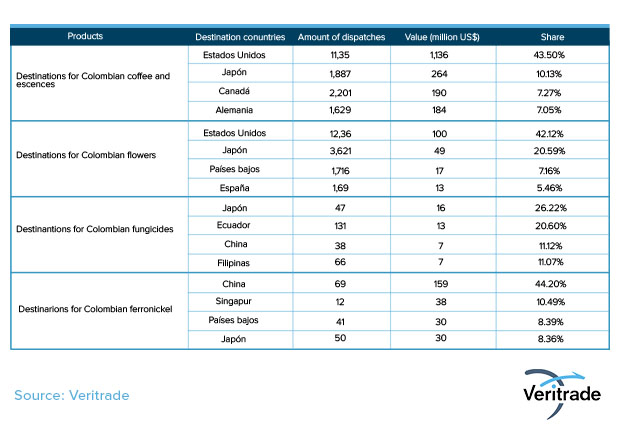 Products Destination conuntries Amount of dispatches Value (million US$) Share
Destinations for Colombian coffee and
escences
Estados Unidos 11,35 1,136 43.50%
Japón 1,887 264 10.13%
Canadá 2,201 190 7.27%
Alemania 1,629 184 7.05%
Destinations for Colombian flowers
Estados Unidos 12,36 100 42.12%
Japón 3,621 49 20.59%
Países bajos 1,716 17 7.16%
España 1,69 13 5.46%
Destinantions for Colombian fungicides
Japón 47 16 26.22%
Ecuador 131 13 20.60%
China 38 7 11.12%
Filipinas 66 7 11.07%
Destinarions for Colombian ferronickel
China 69 159 44.20%
Singapur 12 38 10.49%
Países bajos 41 30 8.39%
Japón 50 30 8.36%
Source: Veritrade
Veritrade